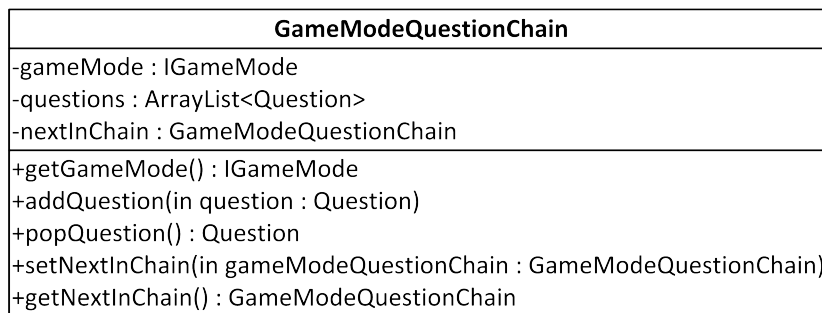 GameModeQuestionChain
-gameMode : IGameMode
-questions : ArrayList<Question>
-nextInChain : GameModeQuestionChain
+getGameMode() : IGameMode
+addQuestion(in question : Question)
+popQuestion() : Question
+setNextInChain(in gameModeQuestionChain : GameModeQuestionChain)
+getNextInChain() : GameModeQuestionChain